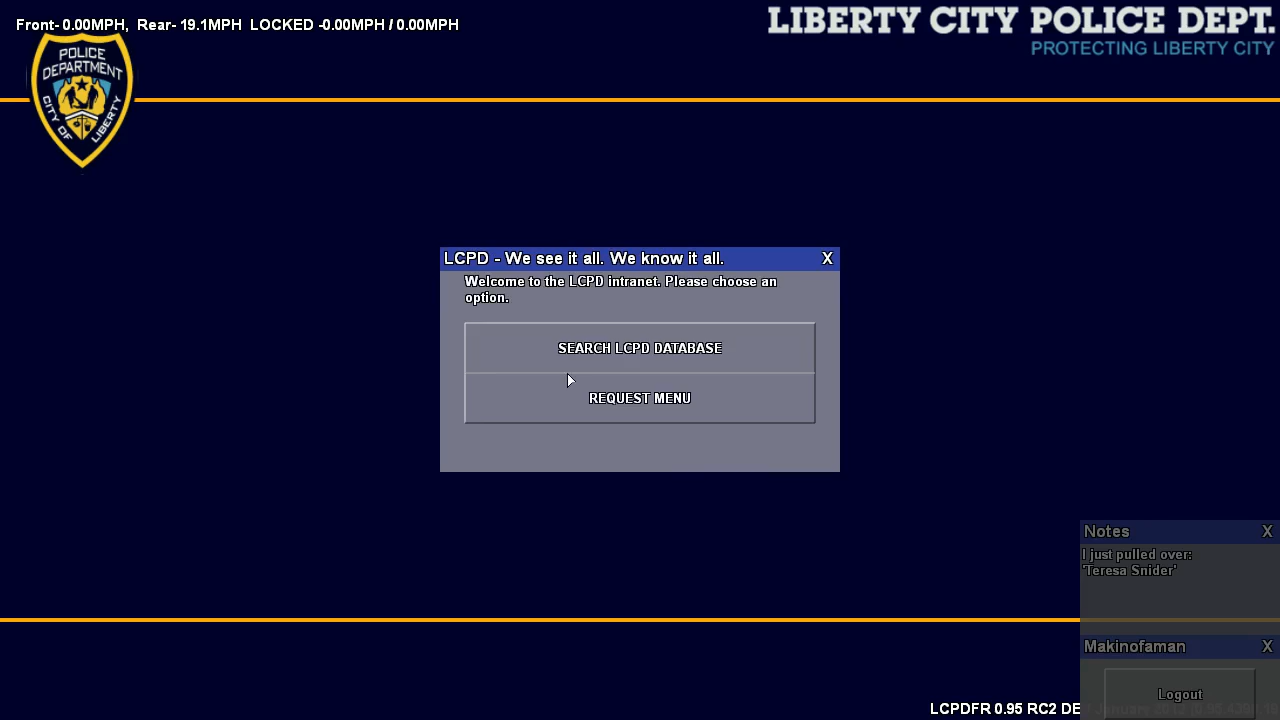 Front- 0.00MPH,  Rear- 19.1MPH  LOCKED -0.00MPH / 0.00MPH
LIBERTY CITY POLICE DEPT.
PROTECTING LIBERTY CITY
POLICE
DEPARTMENT
CITY OF LIBERTY
LCPD - We see it all. We know it all. X
Welcome to the LCPD intranet. Please choose an
option.
SEARCH LCPD DATABASE
REQUEST MENU
Notes X
I just pulled over:
'Teresa Snider'
Makinofaman X
Logout
LCPDFR 0.95 RC2 DE